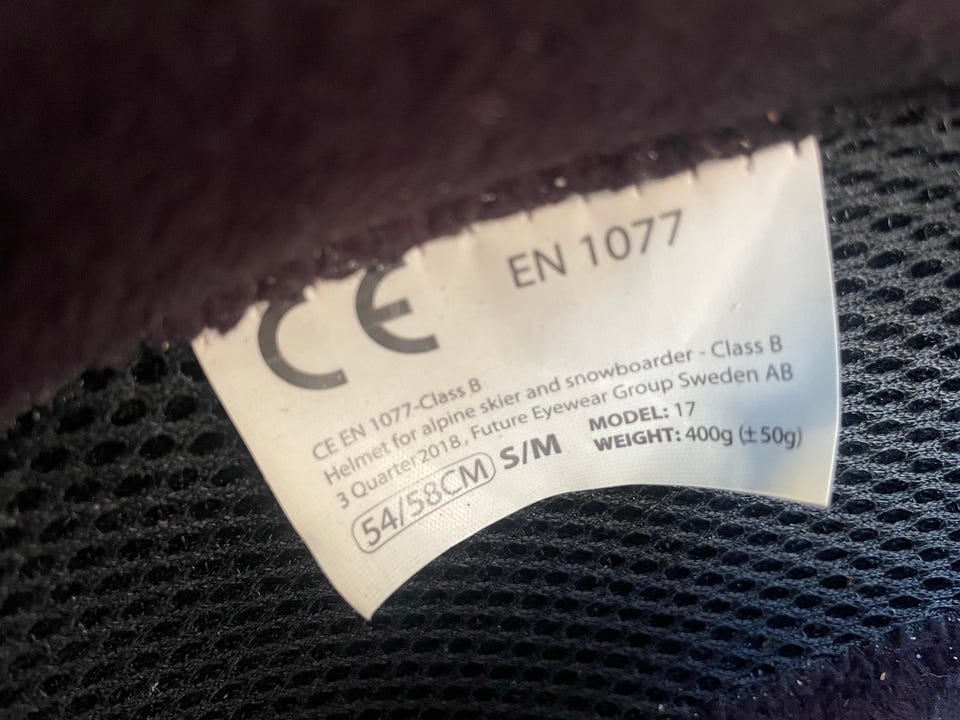 CE EN 1077
CE EN 1077-Class B
Helmet for alpine skier and snowboarder - Class B
3 Quarter 2018, Future Eyewear Group Sweden AB
54/58CM S/M MODEL: 17
WEIGHT: 400g (±50g)